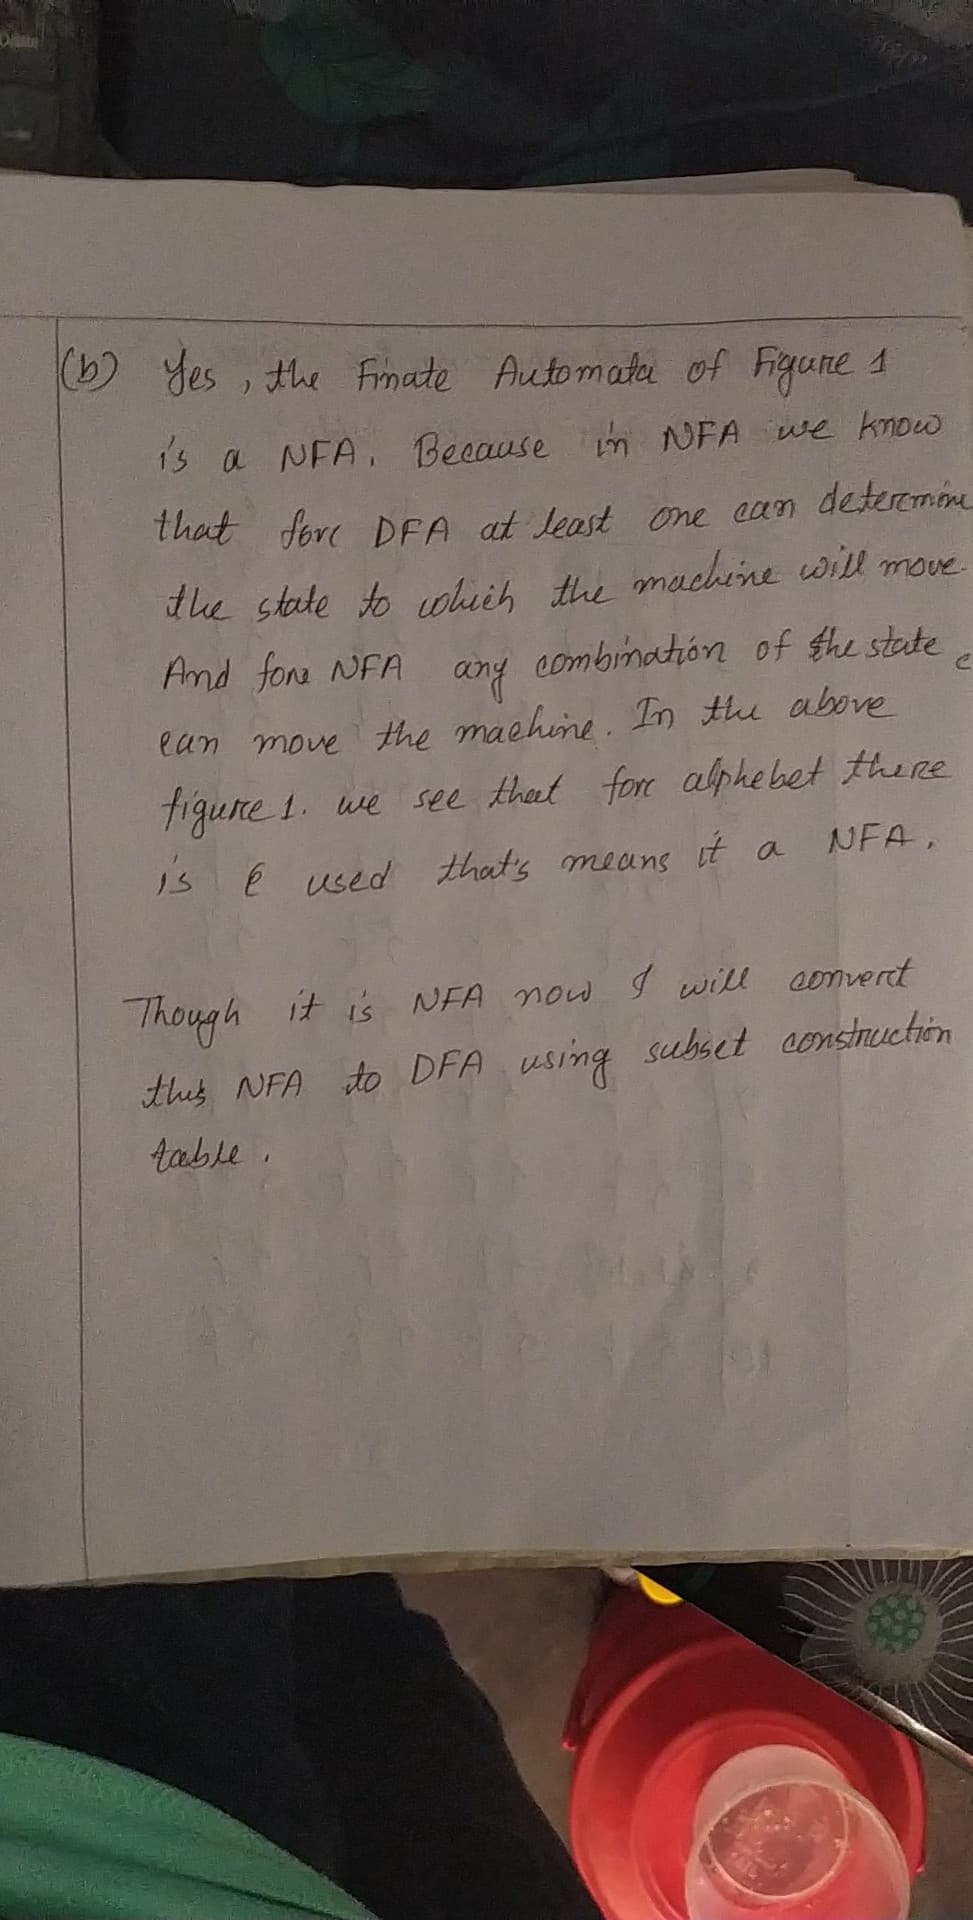 (b) Yes, the Finate Automata of Figure 1
is a NFA. Because in NFA we know
that for DFA at least one can determine
the state to which the machine will move.
And for NFA any combination of the state
can move the machine. In the above
figure 1. we see that for alphebet there
is ϵ used that's means it a NFA.
Though it is NFA now I will convert
this NFA to DFA using subset construction
table.